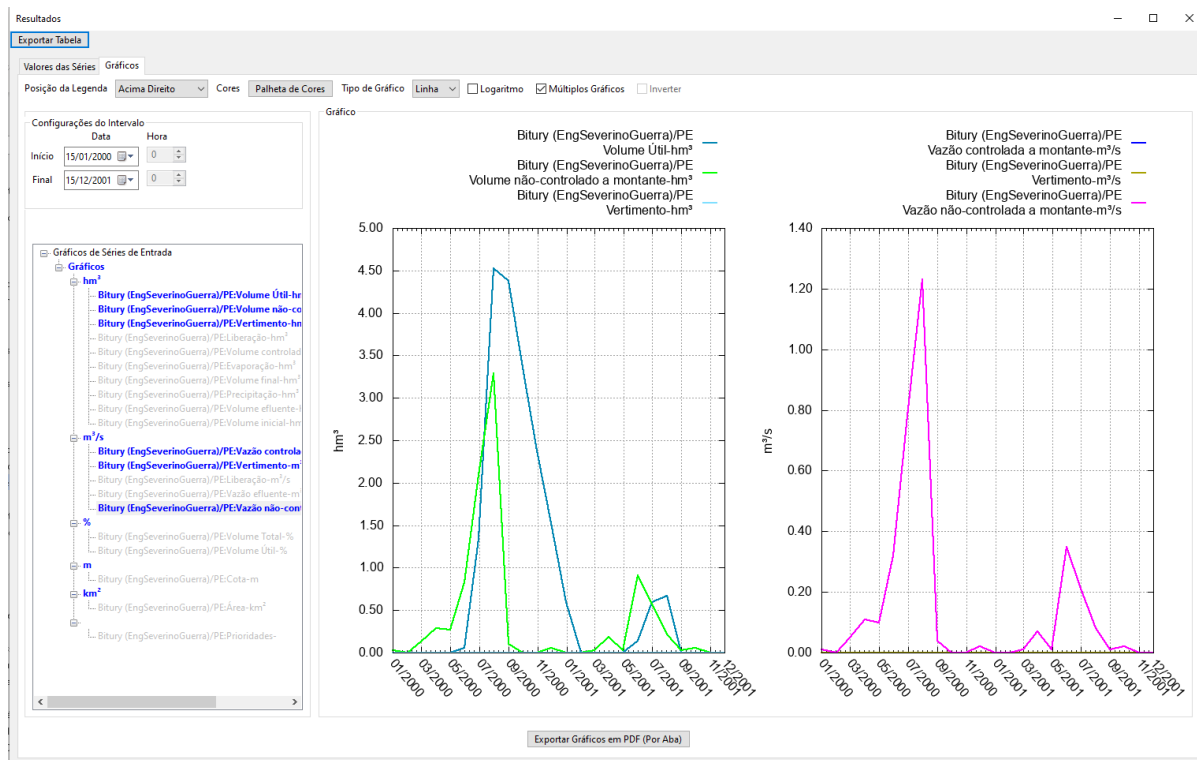 Resultados
Exportar Tabela
Valores das Séries Gráficos
Posição da Legenda Acima Direito Cores Palheta de Cores Tipo de Gráfico Linha Logaritmo Múltiplos Gráficos Inverter
Configurações do Intervalo
Data Hora
Início 15/01/2000 0
Final 15/12/2001 0
Gráficos de Séries de Entrada
Gráficos
hm³
Bitury (EngSeverinoGuerra)/PE:Volume Útil-hr
Bitury (EngSeverinoGuerra)/PE:Volume não-co
Bitury (EngSeverinoGuerra)/PE:Vertimento-hn
Bitury (EngSeverinoGuerra)/PE:Liberação-hm³
Bitury (EngSeverinoGuerra)/PE:Volume controlad
Bitury (EngSeverinoGuerra)/PE:Evaporação-hm³
Bitury (EngSeverinoGuerra)/PE:Volume final-hm³
Bitury (EngSeverinoGuerra)/PE:Precipitação-hm³
Bitury (EngSeverinoGuerra)/PE:Volume efluente-h
Bitury (EngSeverinoGuerra)/PE:Volume inicial-hm
m³/s
Bitury (EngSeverinoGuerra)/PE:Vazão controla
Bitury (EngSeverinoGuerra)/PE:Vertimento-m³
Bitury (EngSeverinoGuerra)/PE:Liberação-m³/s
Bitury (EngSeverinoGuerra)/PE:Vazão efluente-m
Bitury (EngSeverinoGuerra)/PE:Vazão não-cont
%
Bitury (EngSeverinoGuerra)/PE:Volume Total-%
Bitury (EngSeverinoGuerra)/PE:Volume Útil-%
m
Bitury (EngSeverinoGuerra)/PE:Cota-m
km²
Bitury (EngSeverinoGuerra)/PE:Área-km²
Bitury (EngSeverinoGuerra)/PE:Prioridades-
Gráfico
Bitury (EngSeverinoGuerra)/PE
Volume Útil-hm³
Bitury (EngSeverinoGuerra)/PE
Volume não-controlado a montante-hm³
Bitury (EngSeverinoGuerra)/PE
Vertimento-hm³
5.00
4.50
4.00
3.50
3.00
2.50
2.00
1.50
1.00
0.50
0.00
hm³
01/2000 03/2000 05/2000 07/2000 09/2000 11/2000 01/2001 03/2001 05/2001 07/2001 09/2001 11/2001 12/2001
Bitury (EngSeverinoGuerra)/PE
Vazão controlada a montante-m³/s
Bitury (EngSeverinoGuerra)/PE
Vertimento-m³/s
Bitury (EngSeverinoGuerra)/PE
Vazão não-controlada a montante-m³/s
1.40
1.20
1.00
0.80
0.60
0.40
0.20
0.00
m³/s
01/2000 03/2000 05/2000 07/2000 09/2000 11/2000 01/2001 03/2001 05/2001 07/2001 09/2001 11/2001 12/2001
Exportar Gráficos em PDF (Por Aba)